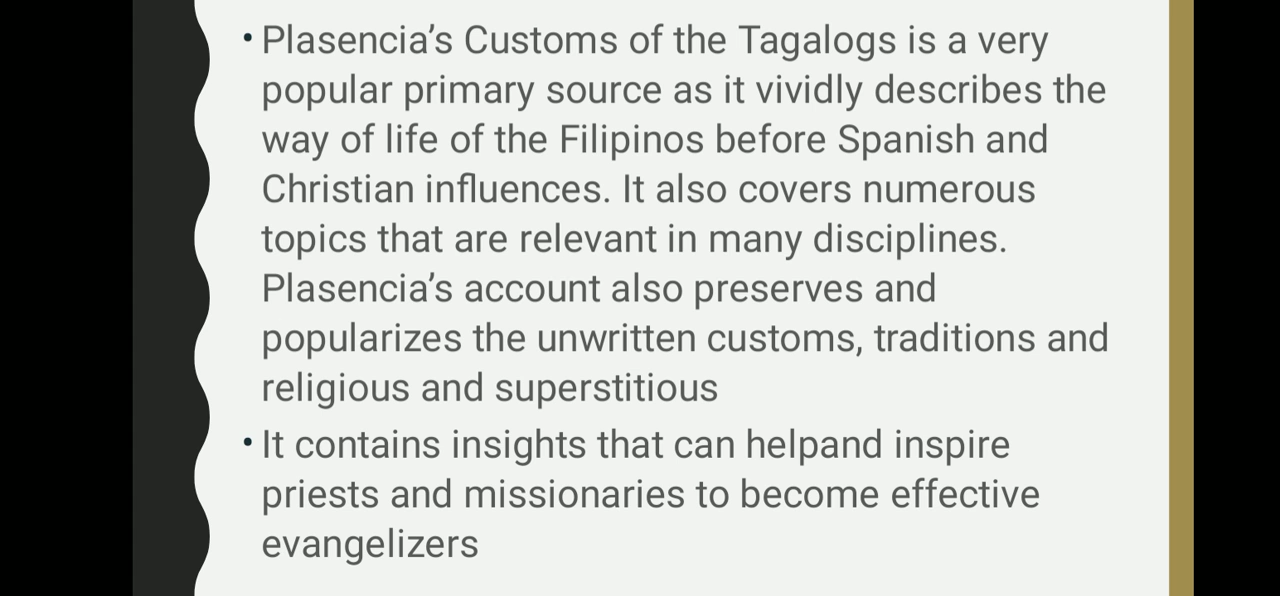 •Plasencia’s Customs of the Tagalogs is a very
popular primary source as it vividly describes the
way of life of the Filipinos before Spanish and
Christian influences. It also covers numerous
topics that are relevant in many disciplines.
Plasencia’s account also preserves and
popularizes the unwritten customs, traditions and
religious and superstitious
•It contains insights that can helpand inspire
priests and missionaries to become effective
evangelizers